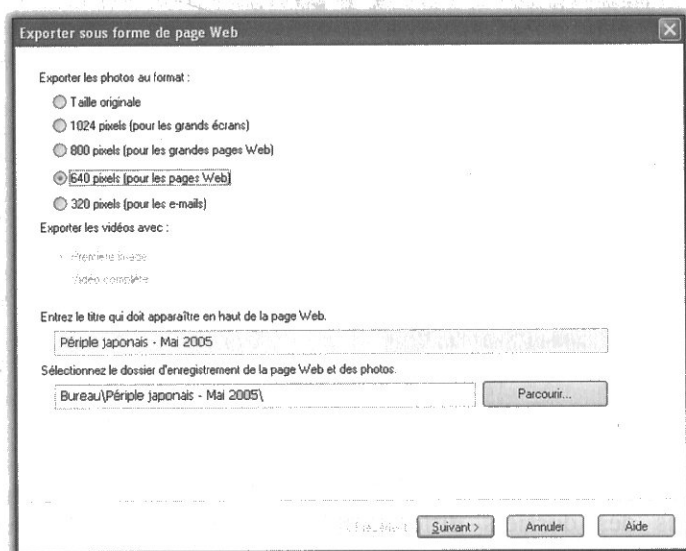 Exporter sous forme de page Web
Exporter les photos au format :
Taille originale
1024 pixels (pour les grands écrans)
800 pixels (pour les grandes pages Web)
640 pixels (pour les pages Web)
320 pixels (pour les e-mails)
Exporter les vidéos avec :
Première image
Vidéo complète
Entrez le titre qui doit apparaître en haut de la page Web.
Périple japonais - Mai 2005
Sélectionnez le dossier d'enregistrement de la page Web et des photos.
Bureau\Périple japonais - Mai 2005\
Parcourir...
< Précédent
Suivant >
Annuler
Aide